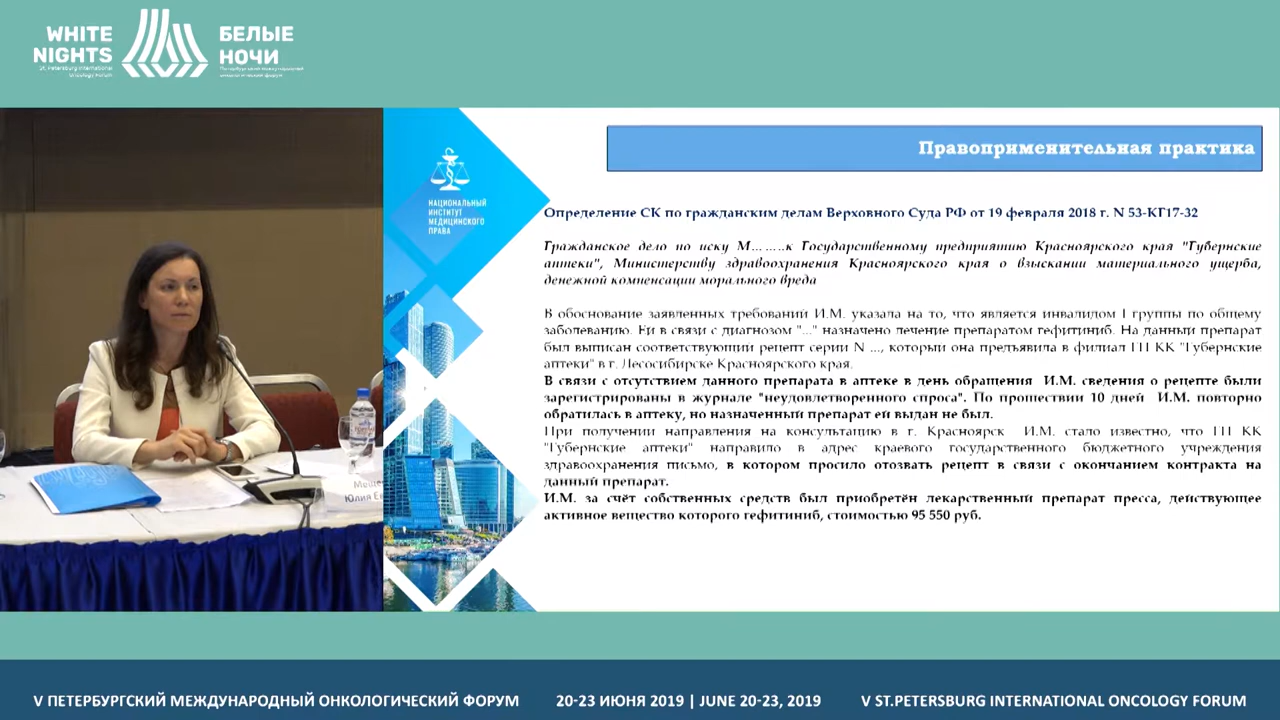 WHITE
NIGHTS
St. Petersburg International
Oncology Forum
БЕЛЫЕ
НОЧИ
Петербургский международный
онкологический форум
НАЦИОНАЛЬНЫЙ
ИНСТИТУТ
МЕДИЦИНСКОГО
ПРАВА
Правоприменительная практика
Определение СК по гражданским делам Верховного Суда РФ от 19 февраля 2018 г. N 53-КГ17-32
Гражданское дело по иску М…….к Государственному предприятию Красноярского края "Губернские
аптеки", Министерству здравоохранения Красноярского края о взыскании материального ущерба,
денежной компенсации морального вреда
В обоснование заявленных требований И.М. указала на то, что является инвалидом I группы по общему
заболеванию. Ей в связи с диагнозом "..." назначено лечение препаратом гефитиниб. На данный препарат
был выписан соответствующий рецепт серии N ..., который она предъявила в филиал ГП КК "Губернские
аптеки" в г. Лесосибирске Красноярского края.
В связи с отсутствием данного препарата в аптеке в день обращения И.М. сведения о рецепте были
зарегистрированы в журнале "неудовлетворенного спроса". По прошествии 10 дней И.М. повторно
обратилась в аптеку, но назначенный препарат ей выдан не был.
При получении направления на консультацию в г. Красноярск И.М. стало известно, что ГП КК
"Губернские аптеки" направило в адрес краевого государственного бюджетного учреждения
здравоохранения письмо, в котором просило отозвать рецепт в связи с окончанием контракта на
данный препарат.
И.М. за счёт собственных средств был приобретён лекарственный препарат пресса, действующее
активное вещество которого гефитиниб, стоимостью 95 550 руб.
V ПЕТЕРБУРГСКИЙ МЕЖДУНАРОДНЫЙ ОНКОЛОГИЧЕСКИЙ ФОРУМ
20-23 ИЮНЯ 2019 | JUNE 20-23, 2019
V ST.PETERSBURG INTERNATIONAL ONCOLOGY FORUM